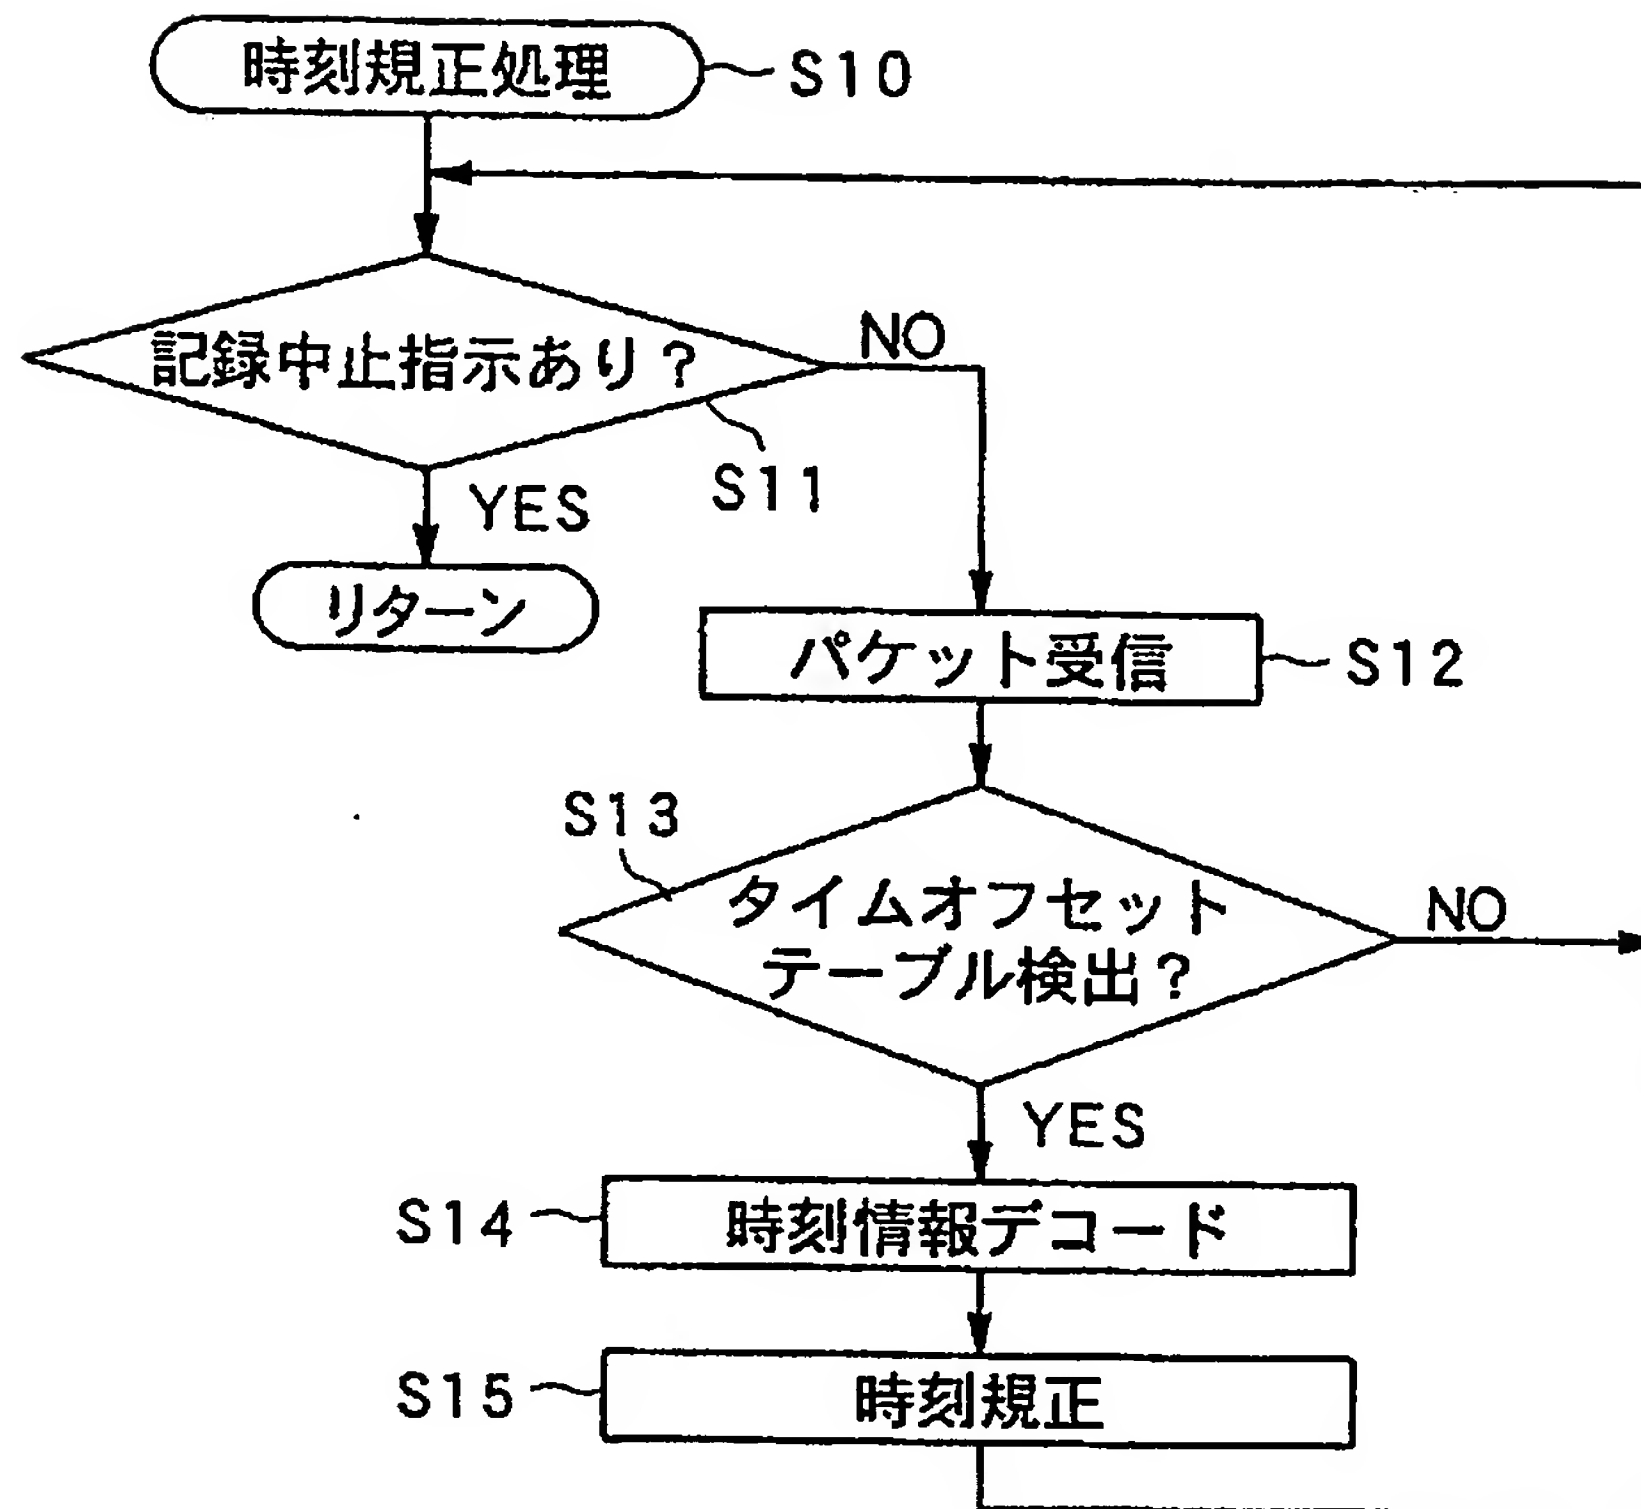 時刻規正処理
S10
記録中止指示あり？
NO
S11
YES
リターン
パケット受信
S12
S13
タイムオフセット
テーブル検出？
NO
YES
S14
時刻情報デコード
S15
時刻規正